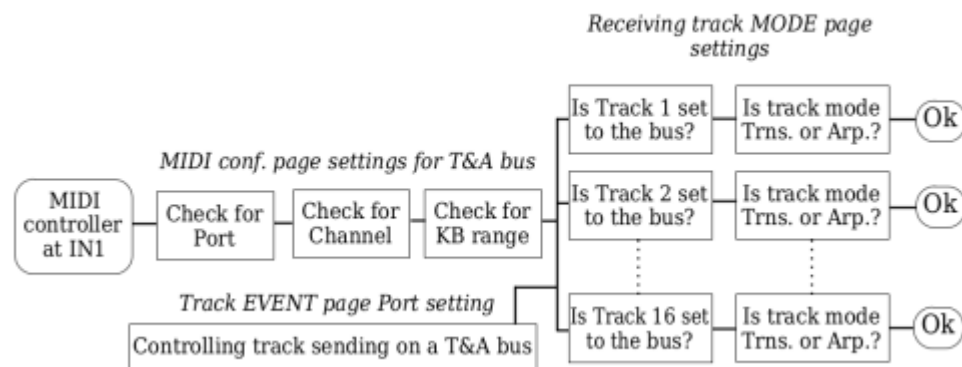 Receiving track MODE page
settings
Is Track 1 set
to the bus?
Is track mode
Trns. or Arp.?
Ok
MIDI conf. page settings for T&A bus
MIDI
controller
at IN1
Check for
Port
Check for
Channel
Check for
KB range
Is Track 2 set
to the bus?
Is track mode
Trns. or Arp.?
Ok
Track EVENT page Port setting
Controlling track sending on a T&A bus
Is Track 16 set
to the bus?
Is track mode
Trns. or Arp.?
Ok